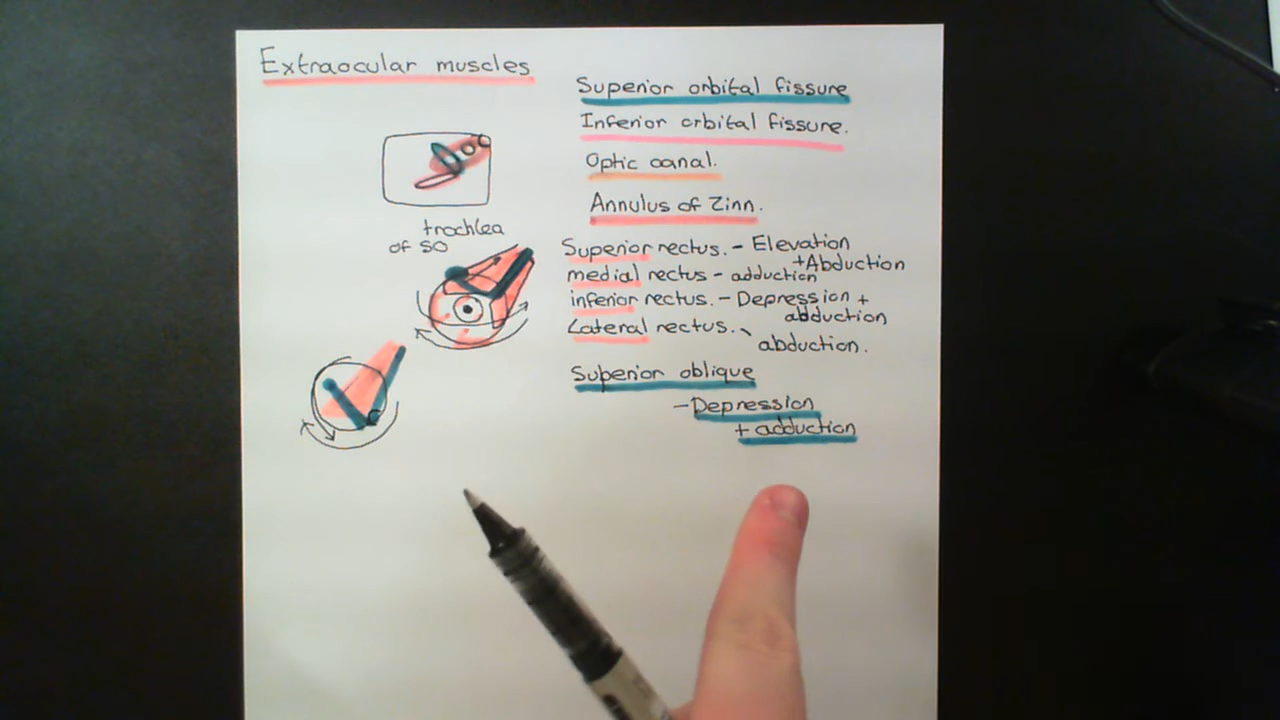 Extraocular muscles
Superior orbital fissure
Inferior orbital fissure.
Optic canal.
Annulus of Zinn.
trochlea
of SO
Superior rectus. - Elevation
+Abduction
medial rectus - adduction
inferior rectus. - Depression +
abduction
Lateral rectus.
abduction.
Superior oblique
- Depression
+ adduction